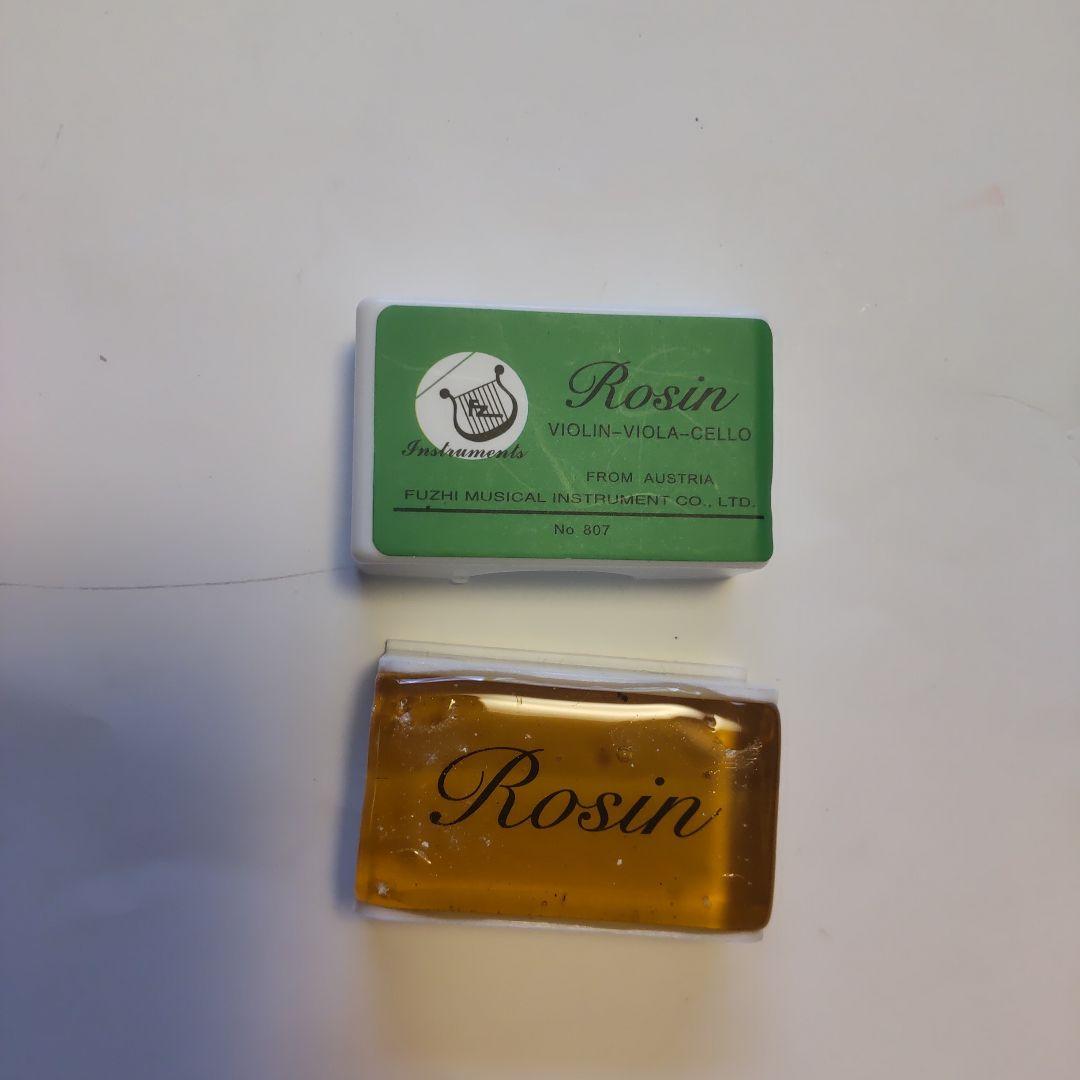 Rosin
FZ
VIOLIN-VIOLA-CELLO
Instruments
FROM AUSTRIA
FUZHI MUSICAL INSTRUMENT CO., LTD.
No 807
Rosin